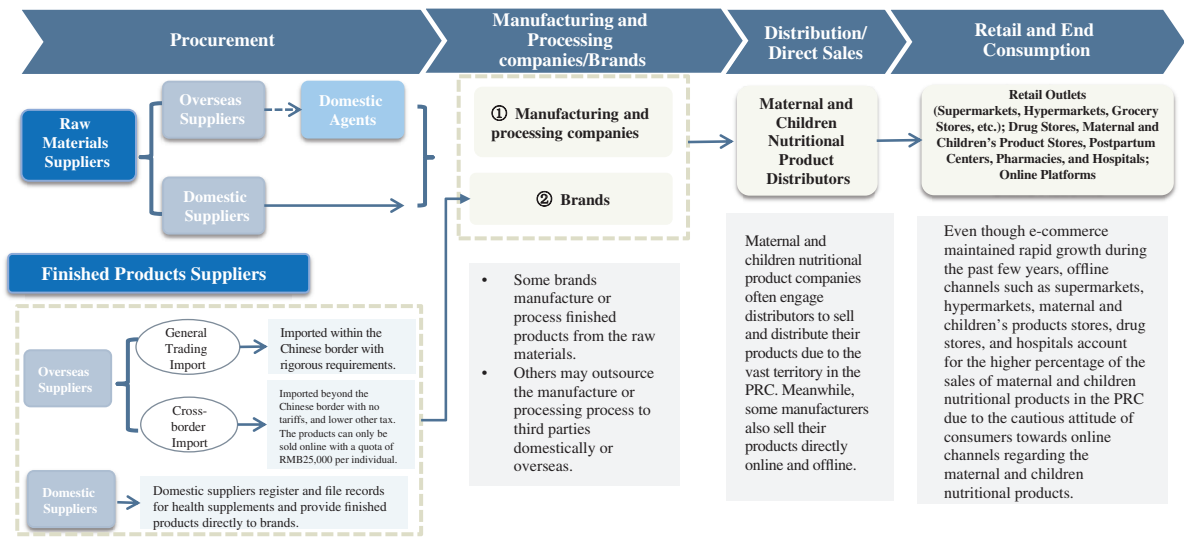 Procurement
Manufacturing and
Processing
companies/Brands
Distribution/
Direct Sales
Retail and End
Consumption
Raw
Materials
Suppliers
Overseas
Suppliers
Domestic
Agents
Domestic
Suppliers
① Manufacturing and
processing companies
② Brands
Maternal and
Children
Nutritional
Product
Distributors
Retail Outlets
(Supermarkets, Hypermarkets, Grocery
Stores, etc.); Drug Stores, Maternal and
Children’s Product Stores, Postpartum
Centers, Pharmacies, and Hospitals;
Online Platforms
Finished Products Suppliers
Overseas
Suppliers
General
Trading
Import
Imported within the
Chinese border with
rigorous requirements.
Cross-
border
Import
Imported beyond the
Chinese border with no
tariffs, and lower other tax.
The products can only be
sold online with a quota of
RMB25,000 per individual.
Domestic
Suppliers
Domestic suppliers register and file records
for health supplements and provide finished
products directly to brands.
• Some brands
manufacture or
process finished
products from the raw
materials.
• Others may outsource
the manufacture or
processing process to
third parties
domestically or
overseas.
Maternal and
children nutritional
product companies
often engage
distributors to sell
and distribute their
products due to the
vast territory in the
PRC. Meanwhile,
some manufacturers
also sell their
products directly
online and offline.
Even though e-commerce
maintained rapid growth during
the past few years, offline
channels such as supermarkets,
hypermarkets, maternal and
children’s products stores, drug
stores, and hospitals account
for the higher percentage of the
sales of maternal and children
nutritional products in the PRC
due to the cautious attitude of
consumers towards online
channels regarding the
maternal and children
nutritional products.